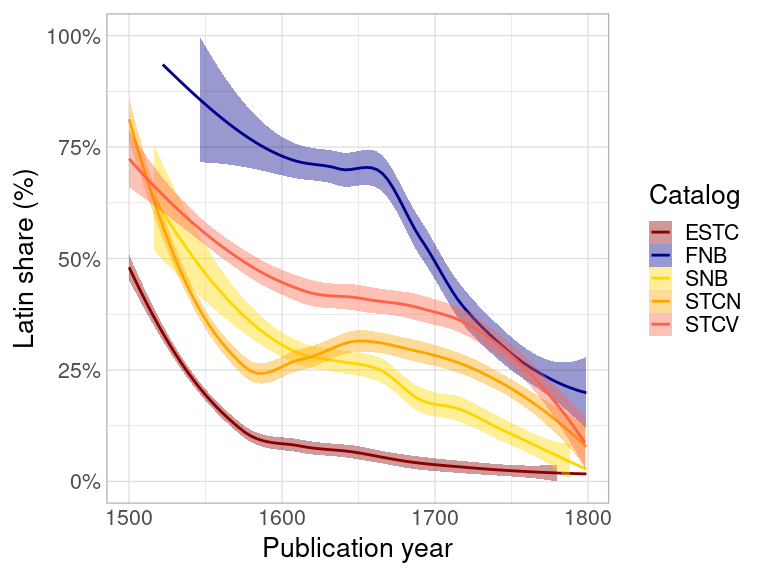 100%
75%
50%
25%
0%
Latin share (%)
1500 1600 1700 1800
Publication year
Catalog
ESTC
FNB
SNB
STCN
STCV